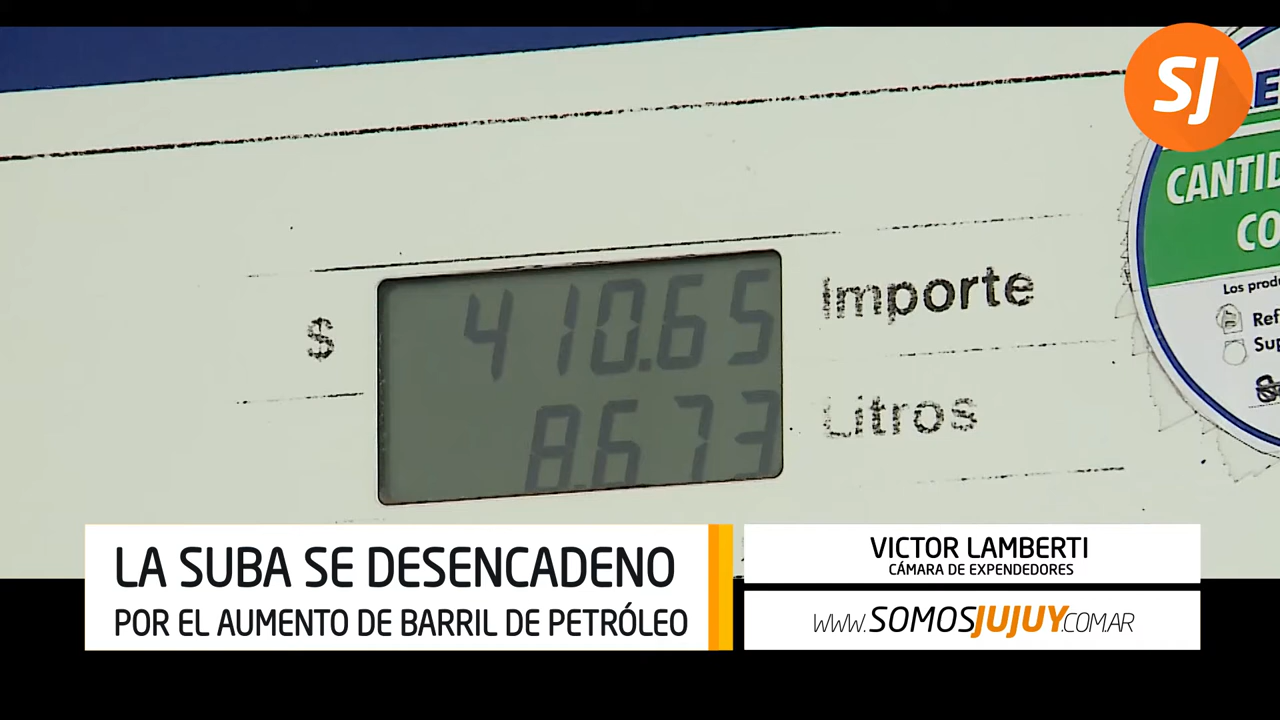 SJ
CANTID
CO
Los produ
Ref
Sup
$ 410.65 Importe
8.673 Litros
LA SUBA SE DESENCADENO
POR EL AUMENTO DE BARRIL DE PETRÓLEO
VICTOR LAMBERTI
CÁMARA DE EXPENDEDORES
www.SOMOSJUJUY.COM.AR